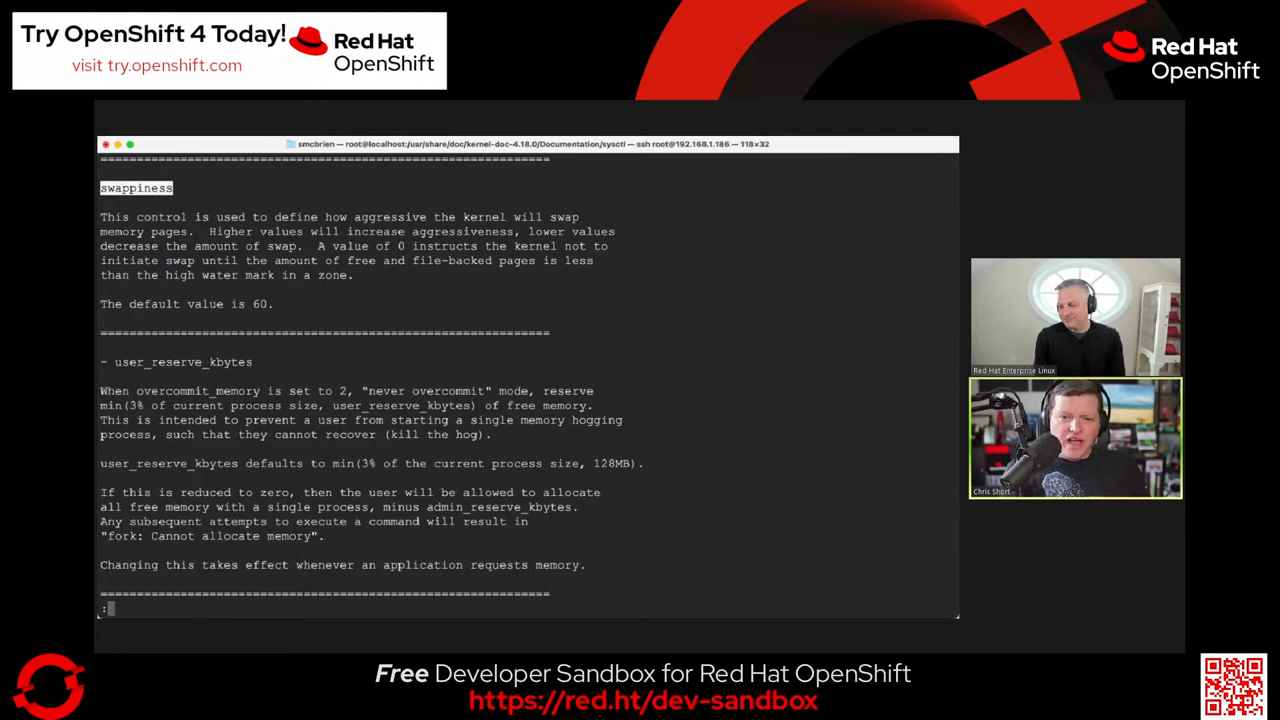 Try OpenShift 4 Today!
visit try.openshift.com
Red Hat
OpenShift
Red Hat
OpenShift
smcbrien — root@localhost:/usr/share/doc/kernel-doc-4.18.0/Documentation/sysctl — ssh root@192.168.1.186 — 118×32
==============================================================
swappiness
This control is used to define how aggressive the kernel will swap
memory pages.  Higher values will increase aggressiveness, lower values
decrease the amount of swap.  A value of 0 instructs the kernel not to
initiate swap until the amount of free and file-backed pages is less
than the high water mark in a zone.
The default value is 60.
==============================================================
- user_reserve_kbytes
When overcommit_memory is set to 2, "never overcommit" mode, reserve
min(3% of current process size, user_reserve_kbytes) of free memory.
This is intended to prevent a user from starting a single memory hogging
process, such that they cannot recover (kill the hog).
user_reserve_kbytes defaults to min(3% of the current process size, 128MB).
If this is reduced to zero, then the user will be allowed to allocate
all free memory with a single process, minus admin_reserve_kbytes.
Any subsequent attempts to execute a command will result in
"fork: Cannot allocate memory".
Changing this takes effect whenever an application requests memory.
==============================================================
:
Red Hat Enterprise Linux
Chris Short
Free Developer Sandbox for Red Hat OpenShift
https://red.ht/dev-sandbox